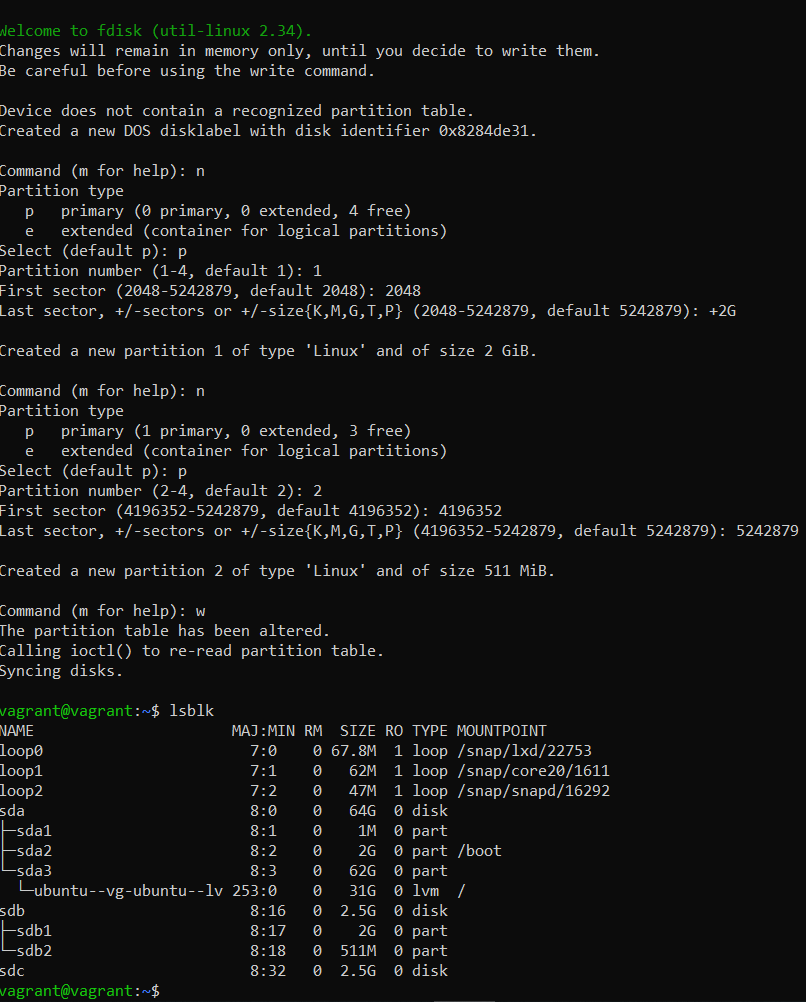 Welcome to fdisk (util-linux 2.34).
Changes will remain in memory only, until you decide to write them.
Be careful before using the write command.

Device does not contain a recognized partition table.
Created a new DOS disklabel with disk identifier 0x8284de31.

Command (m for help): n
Partition type
   p   primary (0 primary, 0 extended, 4 free)
   e   extended (container for logical partitions)
Select (default p): p
Partition number (1-4, default 1): 1
First sector (2048-5242879, default 2048): 2048
Last sector, +/-sectors or +/-size{K,M,G,T,P} (2048-5242879, default 5242879): +2G

Created a new partition 1 of type 'Linux' and of size 2 GiB.

Command (m for help): n
Partition type
   p   primary (1 primary, 0 extended, 3 free)
   e   extended (container for logical partitions)
Select (default p): p
Partition number (2-4, default 2): 2
First sector (4196352-5242879, default 4196352): 4196352
Last sector, +/-sectors or +/-size{K,M,G,T,P} (4196352-5242879, default 5242879): 5242879

Created a new partition 2 of type 'Linux' and of size 511 MiB.

Command (m for help): w
The partition table has been altered.
Calling ioctl() to re-read partition table.
Syncing disks.

vagrant@vagrant:~$ lsblk
NAME                      MAJ:MIN RM  SIZE RO TYPE MOUNTPOINT
loop0                       7:0    0 67.8M  1 loop /snap/lxd/22753
loop1                       7:1    0   62M  1 loop /snap/core20/1611
loop2                       7:2    0   47M  1 loop /snap/snapd/16292
sda                         8:0    0   64G  0 disk
├─sda1                      8:1    0    1M  0 part
├─sda2                      8:2    0    2G  0 part /boot
└─sda3                      8:3    0   62G  0 part
  └─ubuntu--vg-ubuntu--lv 253:0    0   31G  0 lvm  /
sdb                         8:16   0  2.5G  0 disk
├─sdb1                      8:17   0    2G  0 part
└─sdb2                      8:18   0  511M  0 part
sdc                         8:32   0  2.5G  0 disk
vagrant@vagrant:~$